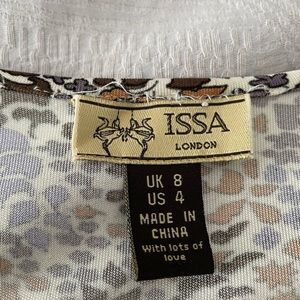 ISSA
LONDON
UK 8
US 4
MADE IN
CHINA
With lots of
love